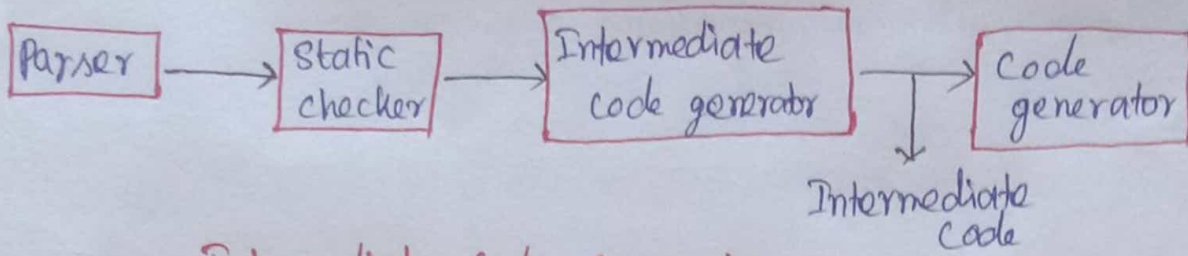 Parser
Static
checker
Intermediate
code generator
Code
generator
Intermediate
Code